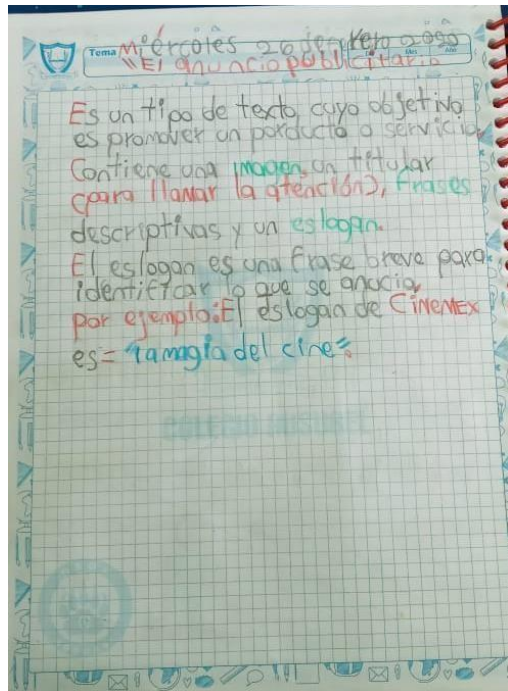 Tema Miércoles 26 de enero
"El anuncio publicitario
Es un tipo de texto cuyo objetivo
es promover un porducto o servicio
Contiene una imagen, un titular
(para llamar la atención), frases
descriptivas y un eslogan.
El eslogan es una frase breve para
identificar lo que se anucia,
por ejemplo: El eslogan de CINEMEX
es= "la magia del cine".